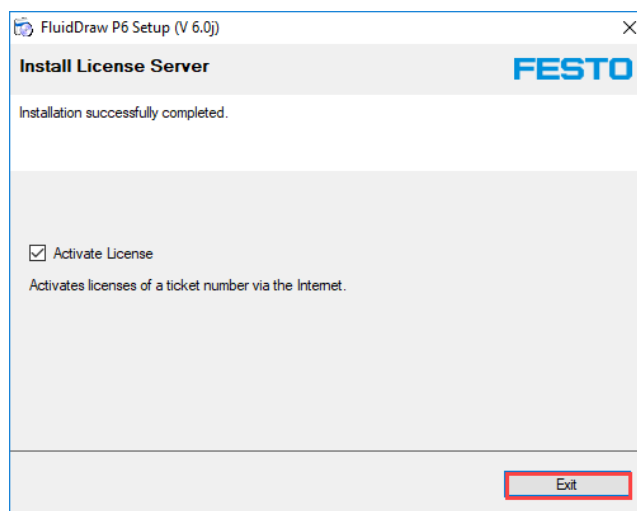 FluidDraw P6 Setup (V 6.0j)
Install License Server
FESTO
Installation successfully completed.
Activate License
Activates licenses of a ticket number via the Internet.
Exit